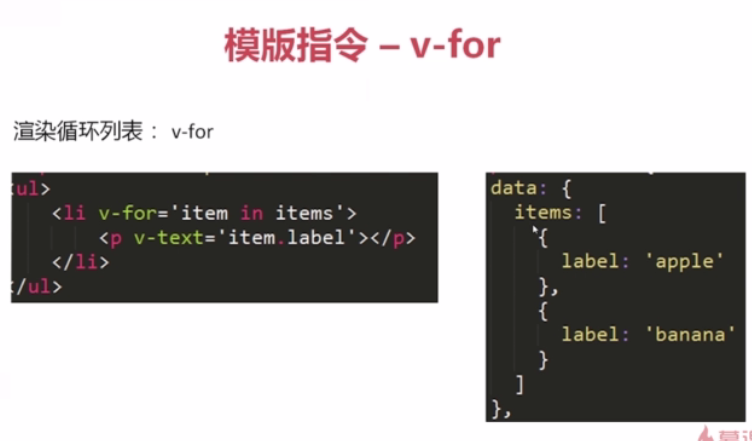 模版指令 – v-for
渲染循环列表： v-for
<ul>
<li v-for='item in items'>
<p v-text='item.label'></p>
</li>
</ul>
data: {
items: [
{
label: 'apple'
},
{
label: 'banana'
}
]
},